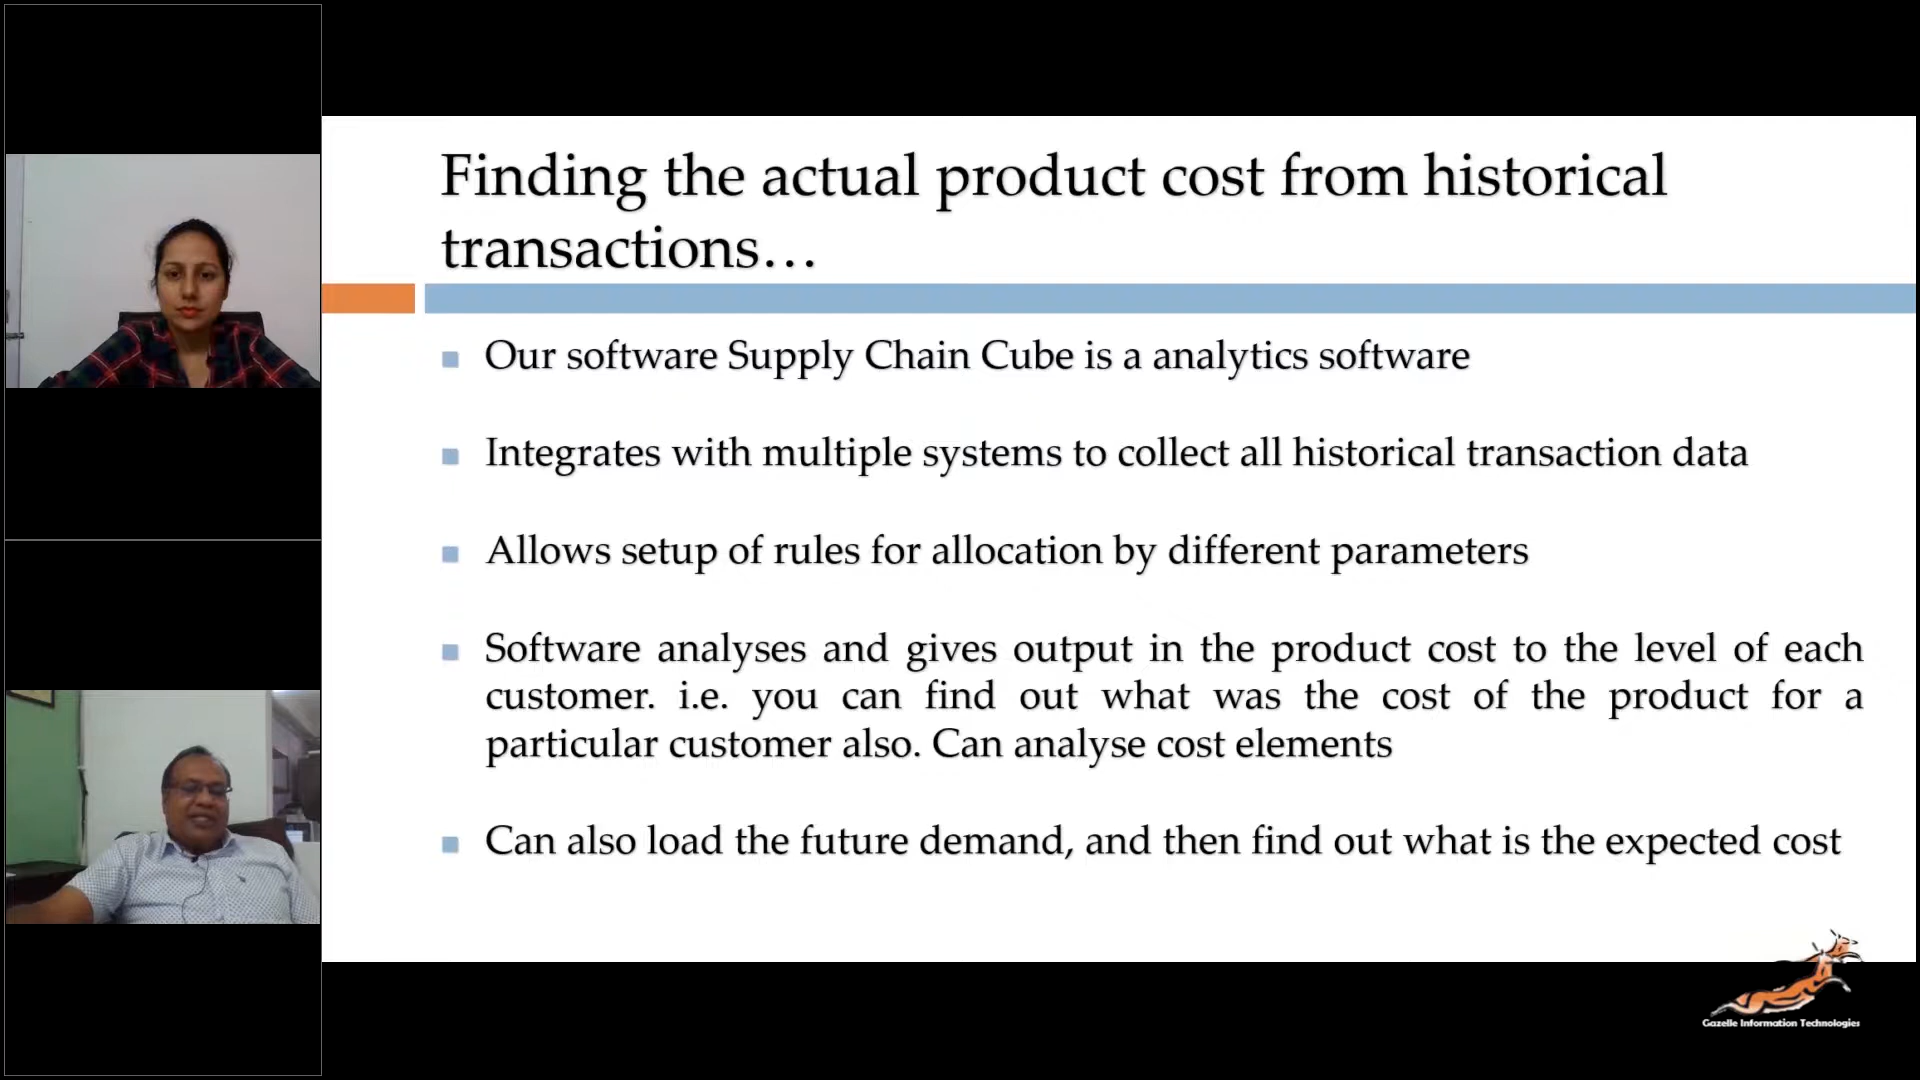 Finding the actual product cost from historical
transactions…
Our software Supply Chain Cube is a analytics software
Integrates with multiple systems to collect all historical transaction data
Allows setup of rules for allocation by different parameters
Software analyses and gives output in the product cost to the level of each
customer. i.e. you can find out what was the cost of the product for a
particular customer also. Can analyse cost elements
Can also load the future demand, and then find out what is the expected cost
Gazelle Information Technologies